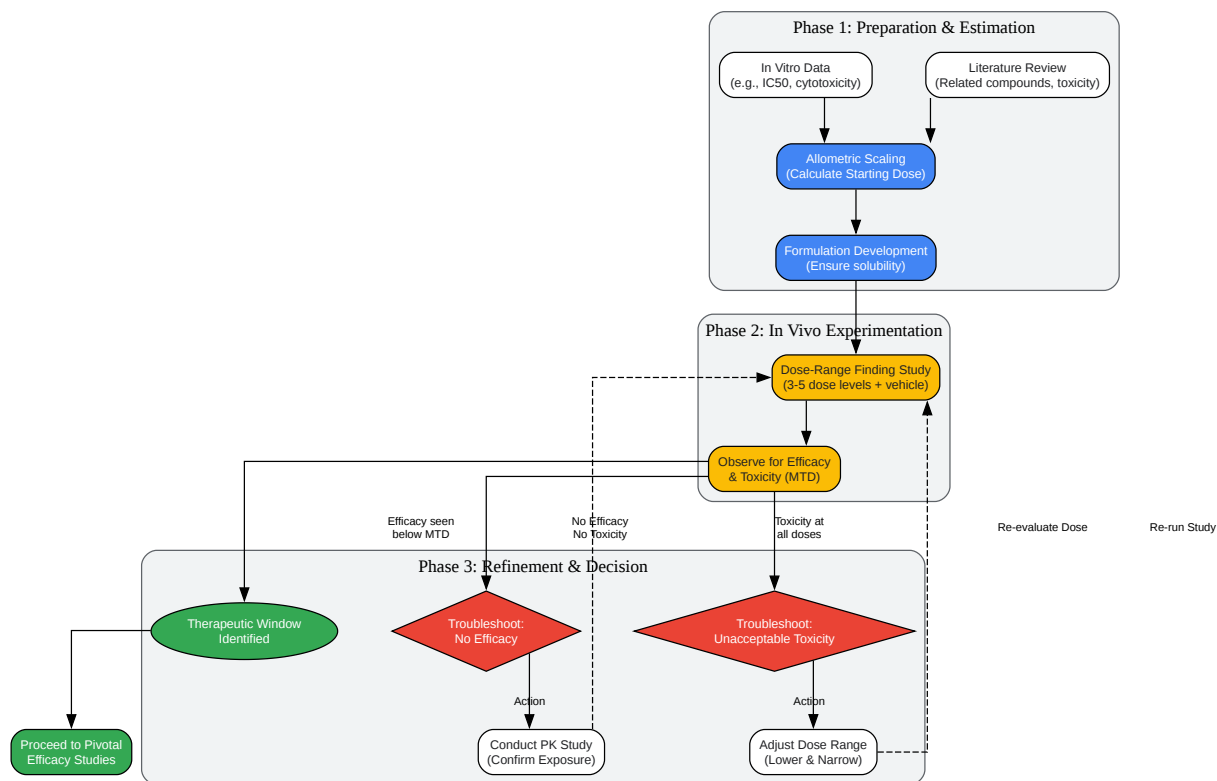 Phase 1: Preparation & Estimation
In Vitro Data
(e.g., IC50, cytotoxicity)
Literature Review
(Related compounds, toxicity)
Allometric Scaling
(Calculate Starting Dose)
Formulation Development
(Ensure solubility)
Phase 2: In Vivo Experimentation
Dose-Range Finding Study
(3-5 dose levels + vehicle)
Observe for Efficacy
& Toxicity (MTD)
Efficacy seen
below MTD
No Efficacy
No Toxicity
Toxicity at
all doses
Re-evaluate Dose
Re-run Study
Phase 3: Refinement & Decision
Therapeutic Window
Identified
Troubleshoot:
No Efficacy
Troubleshoot:
Unacceptable Toxicity
Action
Action
Proceed to Pivotal
Efficacy Studies
Conduct PK Study
(Confirm Exposure)
Adjust Dose Range
(Lower & Narrow)